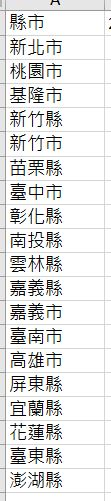 A
縣市
新北市
桃園市
基隆市
新竹縣
新竹市
苗栗縣
臺中市
彰化縣
南投縣
雲林縣
嘉義縣
嘉義市
臺南市
高雄市
屏東縣
宜蘭縣
花蓮縣
臺東縣
澎湖縣